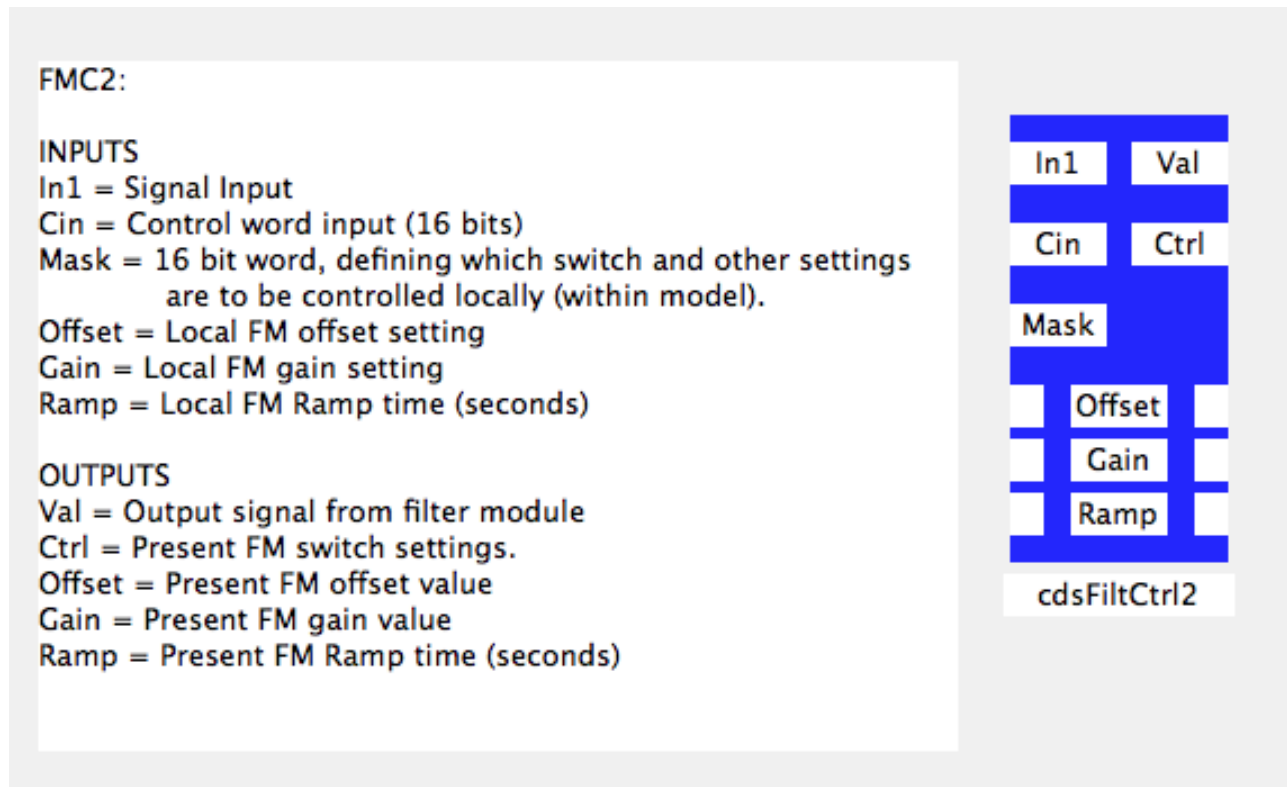 FMC2:
INPUTS
In1 = Signal Input
Cin = Control word input (16 bits)
Mask = 16 bit word, defining which switch and other settings
are to be controlled locally (within model).
Offset = Local FM offset setting
Gain = Local FM gain setting
Ramp = Local FM Ramp time (seconds)
OUTPUTS
Val = Output signal from filter module
Ctrl = Present FM switch settings.
Offset = Present FM offset value
Gain = Present FM gain value
Ramp = Present FM Ramp time (seconds)
In1 Val
Cin Ctrl
Mask
Offset
Gain
Ramp
cdsFiltCtrl2